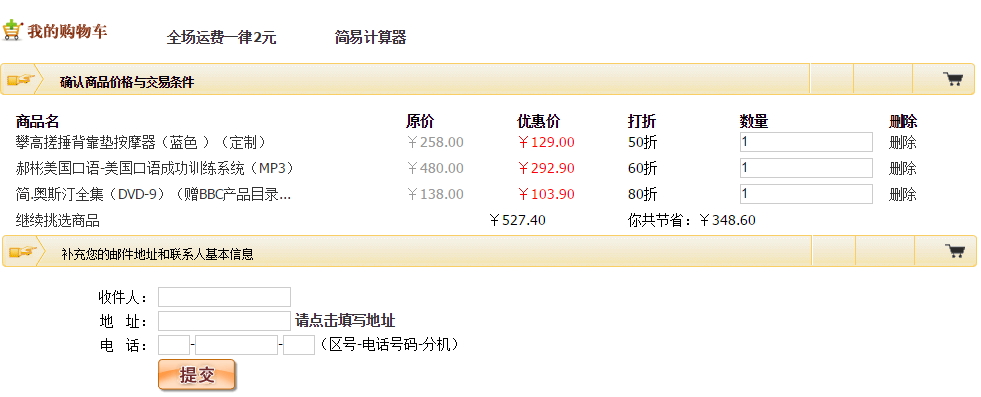 我的购物车 全场运费一律2元 简易计算器
确认商品价格与交易条件
商品名 原价 优惠价 打折 数量 删除
攀高搓捶背靠垫按摩器（蓝色 ）（定制） ￥258.00 ￥129.00 50折 1 删除
郝彬美国口语-美国口语成功训练系统（MP3） ￥480.00 ￥292.90 60折 1 删除
简.奥斯汀全集（DVD-9）（赠BBC产品目录... ￥138.00 ￥103.90 80折 1 删除
继续挑选商品 ￥527.40 你共节省：￥348.60
补充您的邮件地址和联系人基本信息
收件人：
地 址： 请点击填写地址
电 话： - - （区号-电话号码-分机）
提交